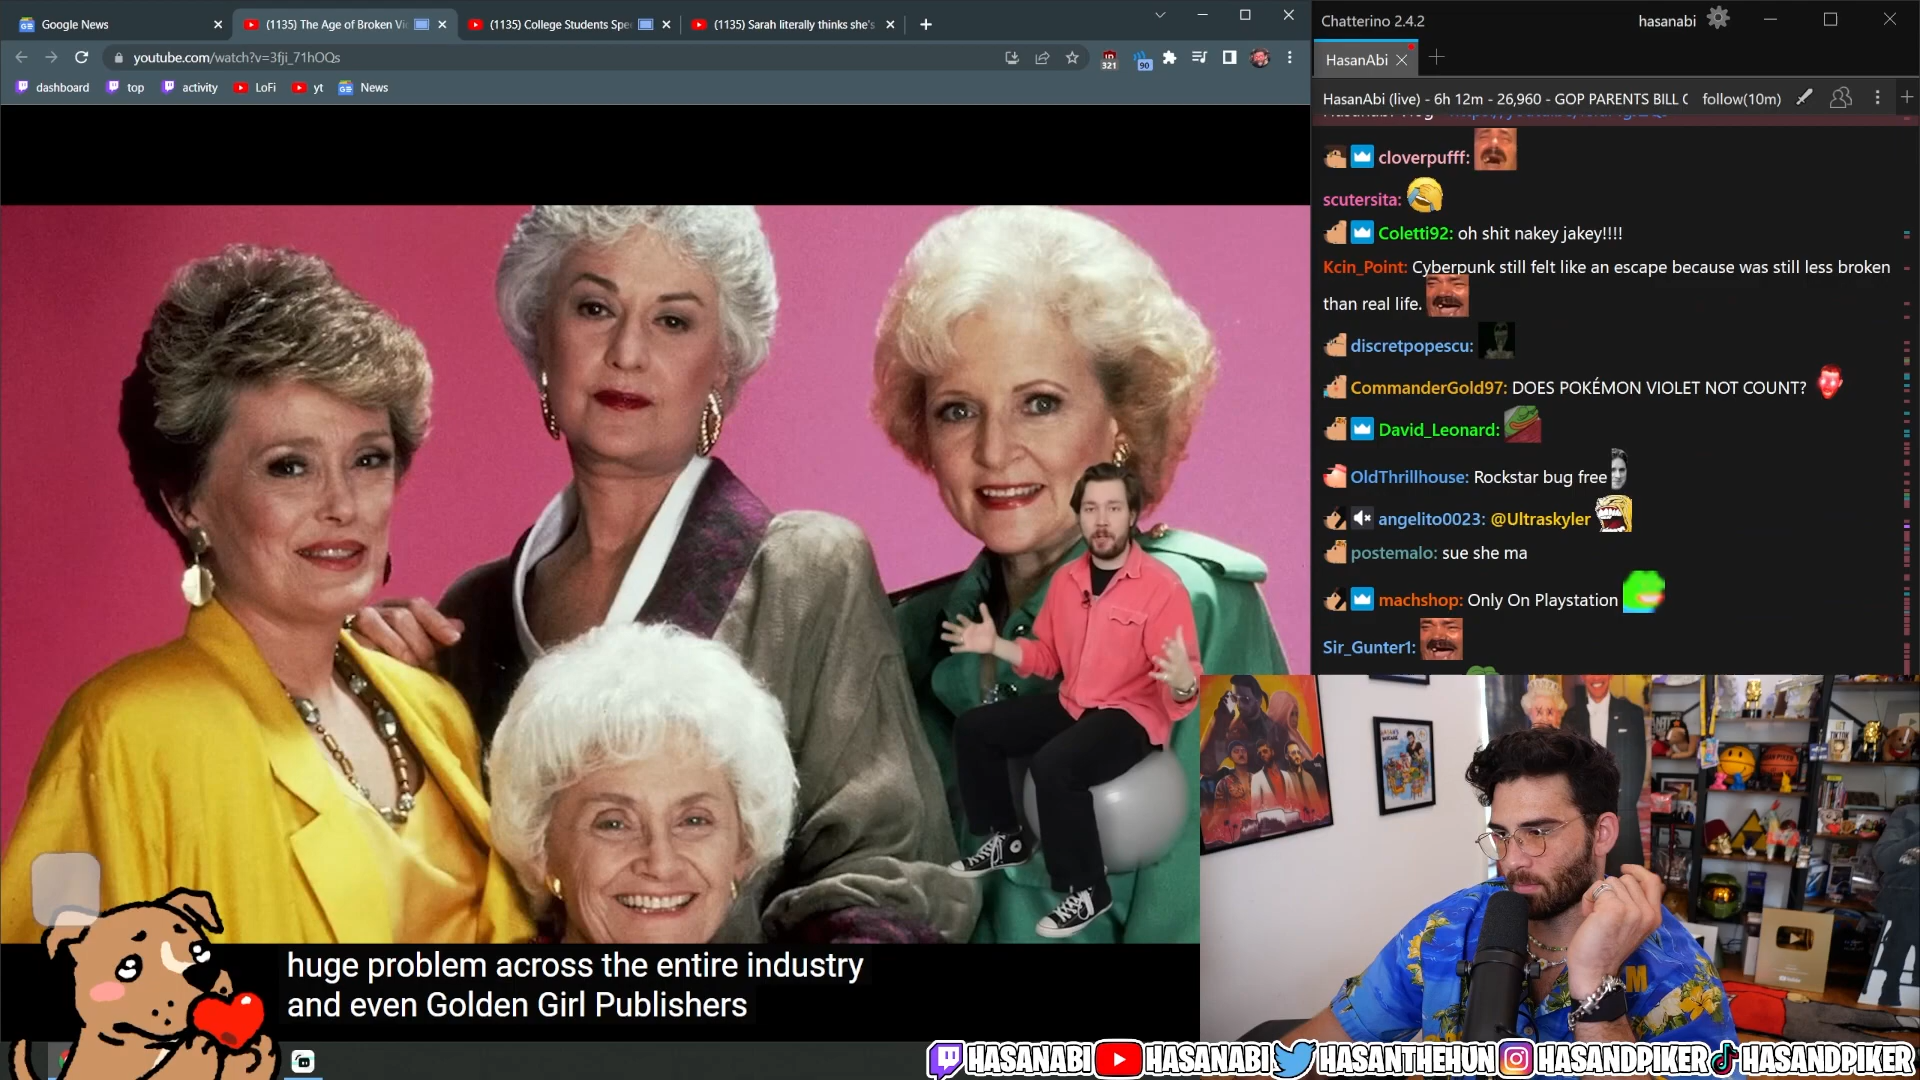 Google News
(1135) The Age of Broken Vi
(1135) College Students Spe
(1135) Sarah literally thinks she's
youtube.com/watch?v=3fji_71hOQs
321
90
dashboard
top
activity
LoFi
yt
News
Chatterino 2.4.2
hasanabi
HasanAbi
HasanAbi (live) - 6h 12m - 26,960 - GOP PARENTS BILL
follow(10m)
cloverpufff:
scutersita:
Coletti92: oh shit nakey jakey!!!!
Kcin_Point: Cyberpunk still felt like an escape because was still less broken
than real life.
discretpopescu:
CommanderGold97: DOES POKÉMON VIOLET NOT COUNT?
David_Leonard:
OldThrillhouse: Rockstar bug free
angelito0023: @Ultraskyler
postemalo: sue she ma
machshop: Only On Playstation
Sir_Gunter1:
huge problem across the entire industry
and even Golden Girl Publishers
HASANABI
HASANABI
HASANTHEHUN
HASANDPIKER
HASANDPIKER